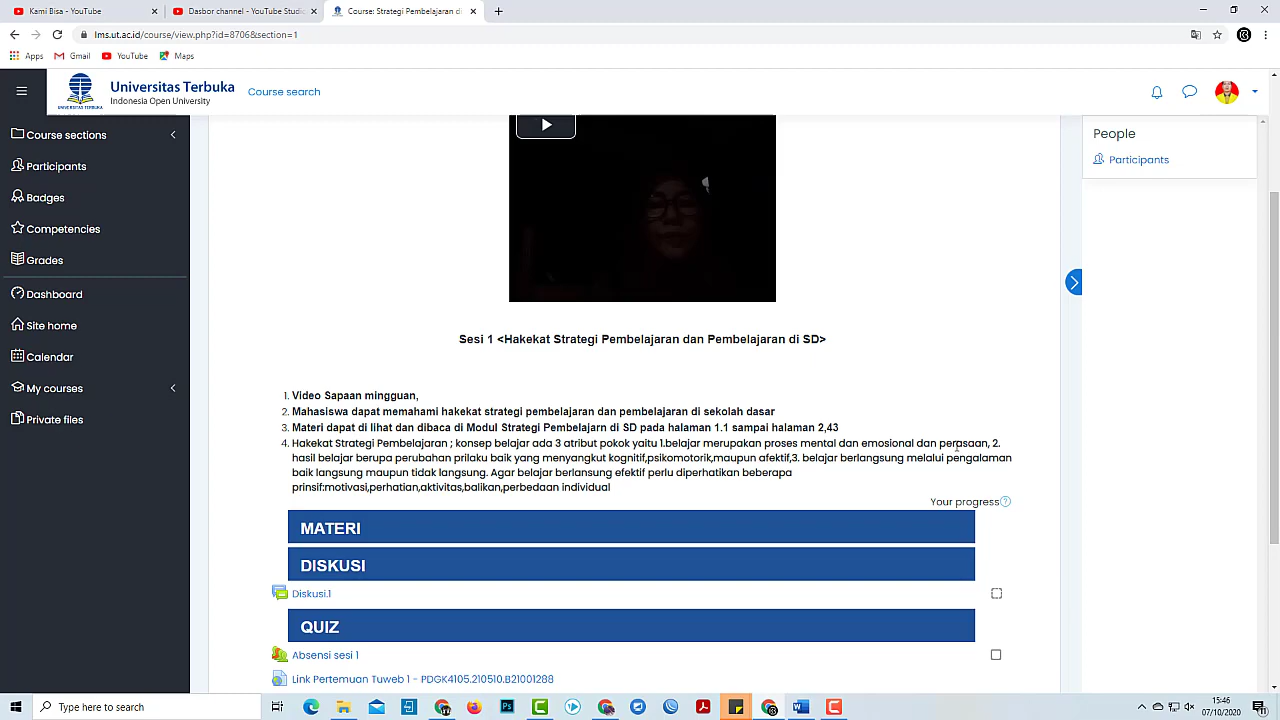 Kami Bisa - YouTube
Dasbor channel - YouTube Studio
Course: Strategi Pembelajaran di
lms.ut.ac.id/course/view.php?id=8706&section=1
Apps
Gmail
YouTube
Maps
UNIVERSITAS TERBUKA
Universitas Terbuka
Indonesia Open University
Course search
Course sections
Participants
Badges
Competencies
Grades
Dashboard
Site home
Calendar
My courses
Private files
People
Participants
Sesi 1 <Hakekat Strategi Pembelajaran dan Pembelajaran di SD>
1. Video Sapaan mingguan,
2. Mahasiswa dapat memahami hakekat strategi pembelajaran dan pembelajaran di sekolah dasar
3. Materi dapat di lihat dan dibaca di Modul Strategi Pembelajarn di SD pada halaman 1.1 sampai halaman 2,43
4. Hakekat Strategi Pembelajaran ; konsep belajar ada 3 atribut pokok yaitu 1.belajar merupakan proses mental dan emosional dan perasaan, 2.
hasil belajar berupa perubahan prilaku baik yang menyangkut kognitif,psikomotorik,maupun afektif,3. belajar berlangsung melalui pengalaman
baik langsung maupun tidak langsung. Agar belajar berlansung efektif perlu diperhatikan beberapa
prinsif:motivasi,perhatian,aktivitas,balikan,perbedaan individual
Your progress
MATERI
DISKUSI
Diskusi.1
QUIZ
Absensi sesi 1
Link Pertemuan Tuweb 1 - PDGK4105.210510.B21001288
Type here to search
15:46
07/10/2020